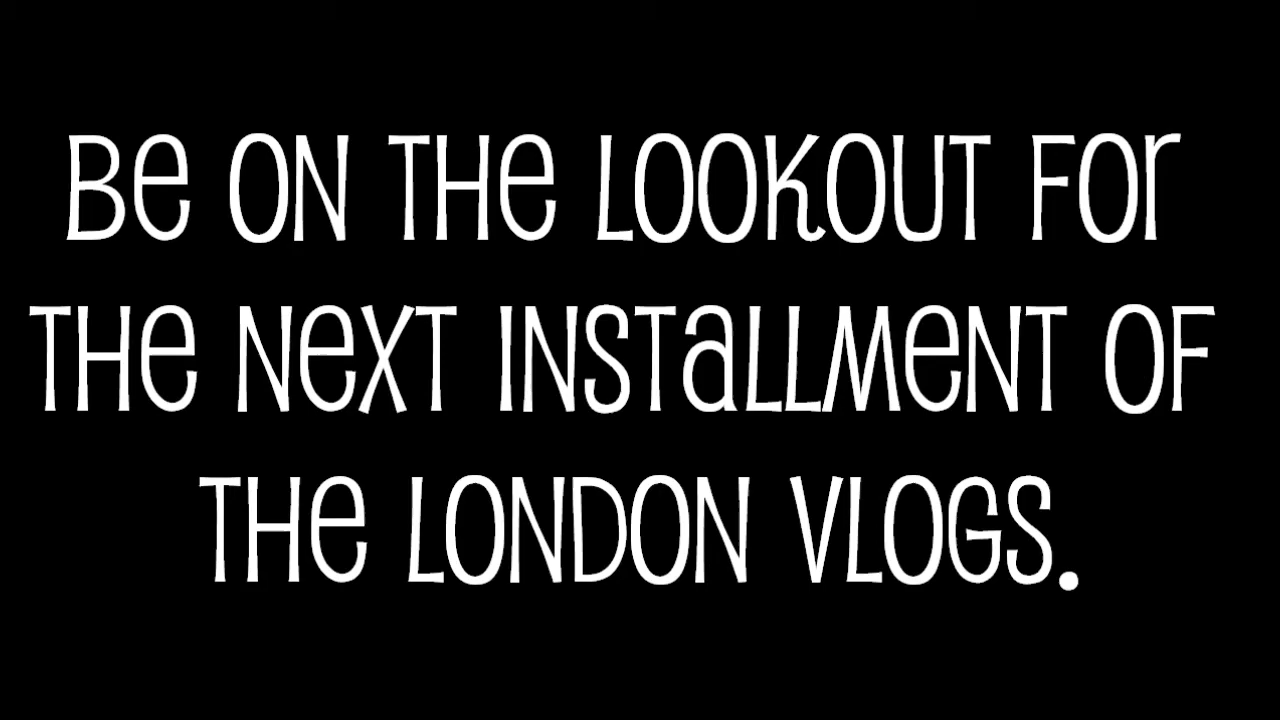 Be on the lookout for
the next installment of
the London Vlogs.